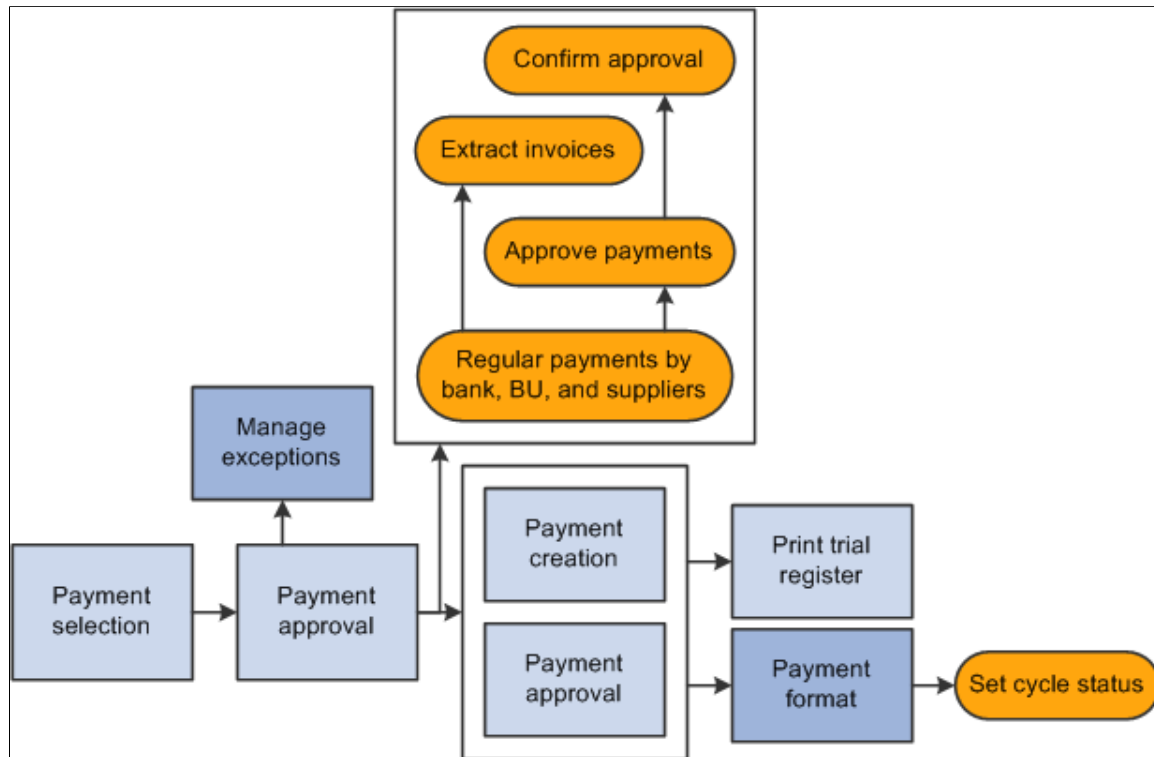 Confirm approval
Extract invoices
Approve payments
Regular payments by
bank, BU, and suppliers
Manage
exceptions
Payment
selection
Payment
approval
Payment
creation
Payment
approval
Print trial
register
Payment
format
Set cycle status